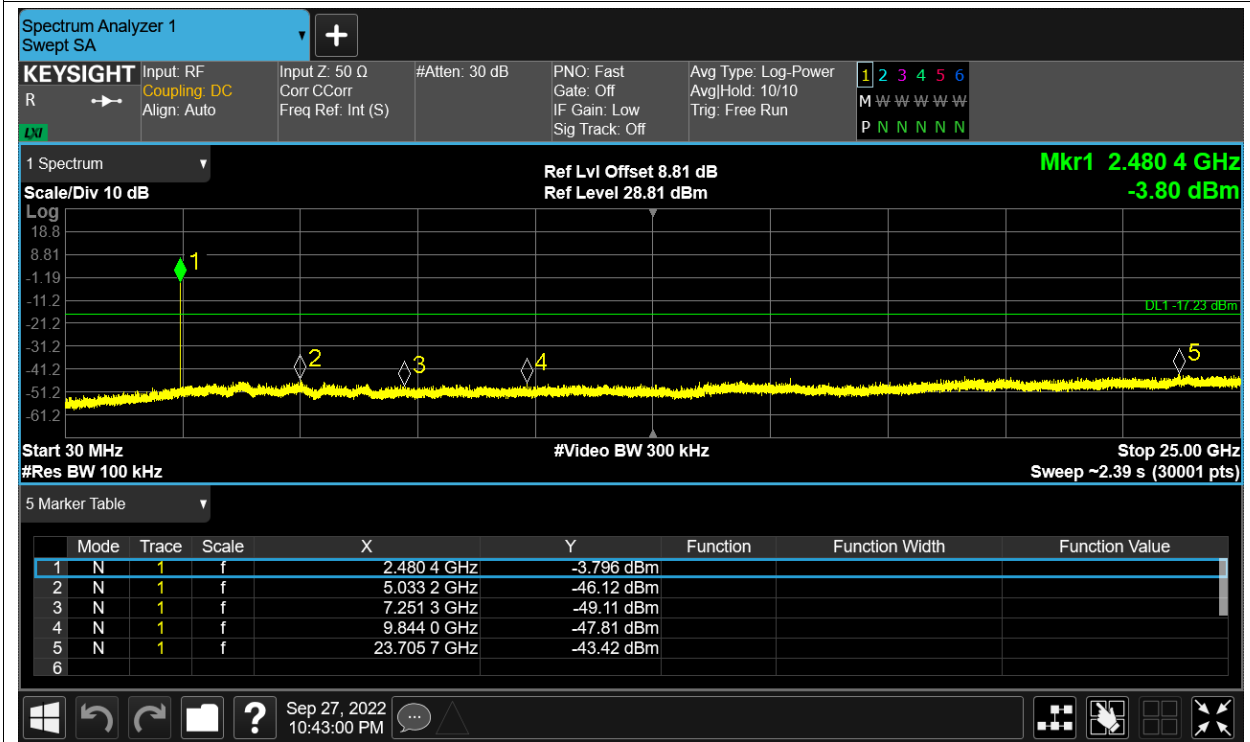 Spectrum Analyzer 1
Swept SA
KEYSIGHT
R
LXI
Input: RF
Coupling: DC
Align: Auto
Input Z: 50 Ω
Corr CCorr
Freq Ref: Int (S)
#Atten: 30 dB
PNO: Fast
Gate: Off
IF Gain: Low
Sig Track: Off
Avg Type: Log-Power
Avg|Hold: 10/10
Trig: Free Run
1 2 3 4 5 6
M W W W W W
P N N N N N
1 Spectrum
Scale/Div 10 dB
Ref Lvl Offset 8.81 dB
Ref Level 28.81 dBm
Mkr1 2.480 4 GHz
-3.80 dBm
Log
18.8
8.81
-1.19
-11.2
-21.2
-31.2
-41.2
-51.2
-61.2
1
2
3
4
5
DL1 -17.23 dBm
Start 30 MHz
#Video BW 300 kHz
Stop 25.00 GHz
#Res BW 100 kHz
Sweep ~2.39 s (30001 pts)
5 Marker Table
Mode Trace Scale X Y Function Function Width Function Value
1 N 1 f 2.480 4 GHz -3.796 dBm
2 N 1 f 5.033 2 GHz -46.12 dBm
3 N 1 f 7.251 3 GHz -49.11 dBm
4 N 1 f 9.844 0 GHz -47.81 dBm
5 N 1 f 23.705 7 GHz -43.42 dBm
6
?
Sep 27, 2022
10:43:00 PM